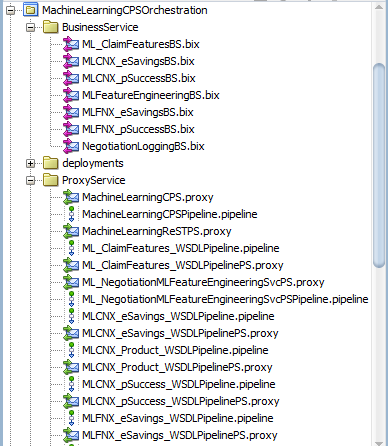 MachineLearningCPSOrchestration
BusinessService
ML_ClaimFeaturesBS.bix
MLCNX_eSavingsBS.bix
MLCNX_pSuccessBS.bix
MLFeatureEngineeringBS.bix
MLFNX_eSavingsBS.bix
MLFNX_pSuccessBS.bix
NegotiationLoggingBS.bix
deployments
ProxyService
MachineLearningCPS.proxy
MachineLearningCPSPipeline.pipeline
MachineLearningReSTPS.proxy
ML_ClaimFeatures_WSDLPipeline.pipeline
ML_ClaimFeatures_WSDLPipelinePS.proxy
ML_NegotiationMLFeatureEngineeringSvcPS.proxy
ML_NegotiationMLFeatureEngineeringSvcPSPipeline.pipeline
MLCNX_eSavings_WSDLPipeline.pipeline
MLCNX_eSavings_WSDLPipelinePS.proxy
MLCNX_Product_WSDLPipeline.pipeline
MLCNX_Product_WSDLPipelinePS.proxy
MLCNX_pSuccess_WSDLPipeline.pipeline
MLCNX_pSuccess_WSDLPipelinePS.proxy
MLFNX_eSavings_WSDLPipeline.pipeline
MLFNX_eSavings_WSDLPipelinePS.proxy